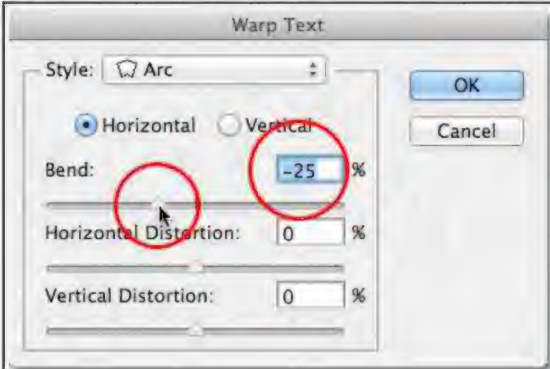 Warp Text
Style: Arc
OK
Horizontal Vertical
Cancel
Bend: -25 %
Horizontal Distortion: 0 %
Vertical Distortion: 0 %